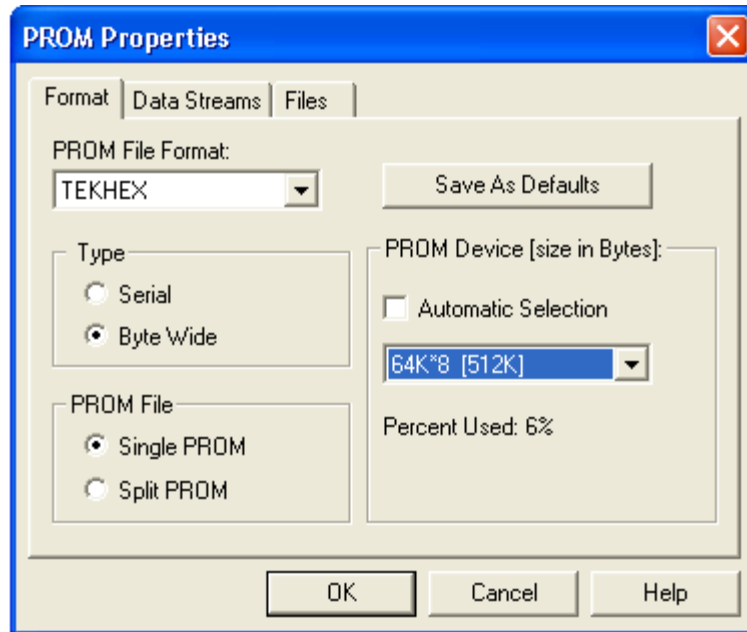 PROM Properties
Format
Data Streams
Files
PROM File Format:
TEKHEX
Save As Defaults
Type
Serial
Byte Wide
PROM Device [size in Bytes]:
Automatic Selection
64K*8 [512K]
Percent Used: 6%
PROM File
Single PROM
Split PROM
OK
Cancel
Help